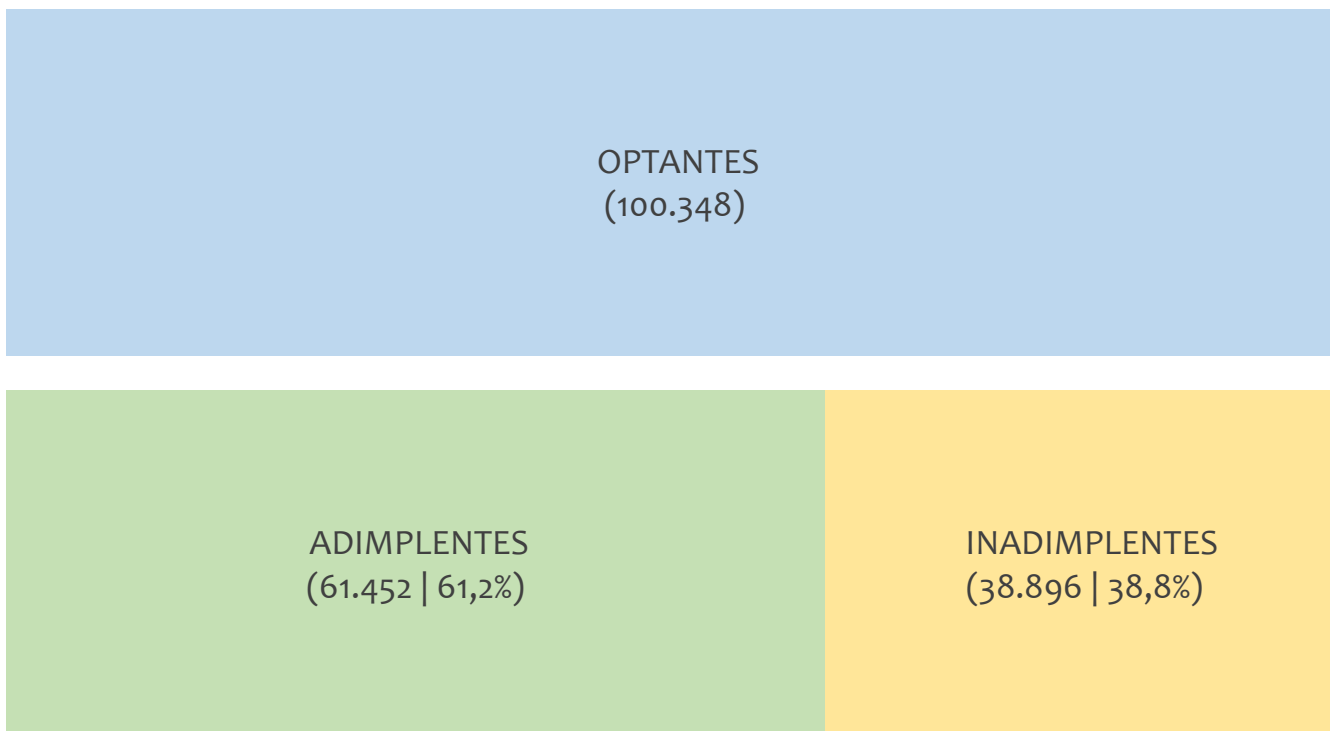 OPTANTES
(100.348)
ADIMPLENTES
(61.452 | 61,2%)
INADIMPLENTES
(38.896 | 38,8%)